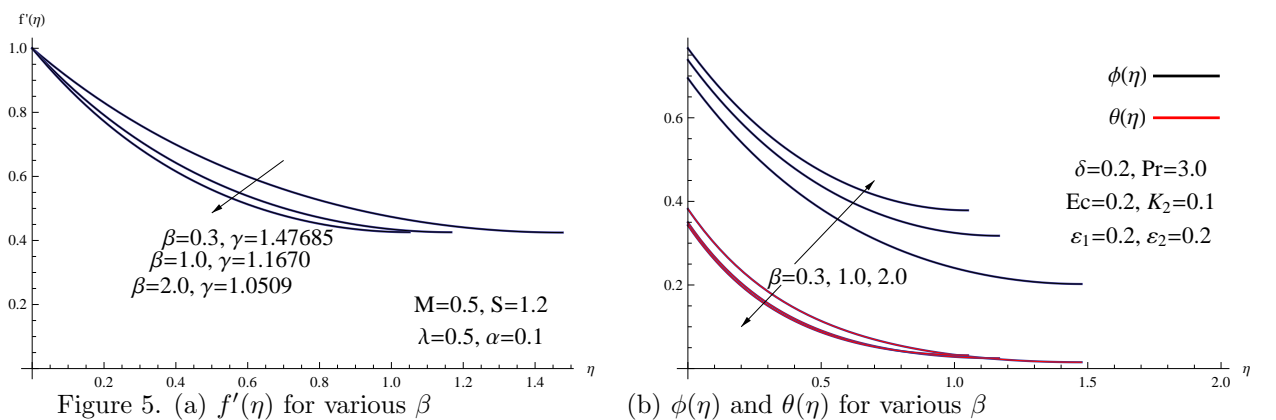 f'(η)
1.0
0.8
0.6
0.4
0.2
0.2 0.4 0.6 0.8 1.0 1.2 1.4 η
β=0.3, γ=1.47685
β=1.0, γ=1.1670
β=2.0, γ=1.0509
M=0.5, S=1.2
λ=0.5, α=0.1
Figure 5. (a) f′(η) for various β
0.6
0.4
0.2
0.5 1.0 1.5 2.0 η
ϕ(η)
θ(η)
δ=0.2, Pr=3.0
Ec=0.2, K₂=0.1
ε₁=0.2, ε₂=0.2
β=0.3, 1.0, 2.0
(b) ϕ(η) and θ(η) for various β